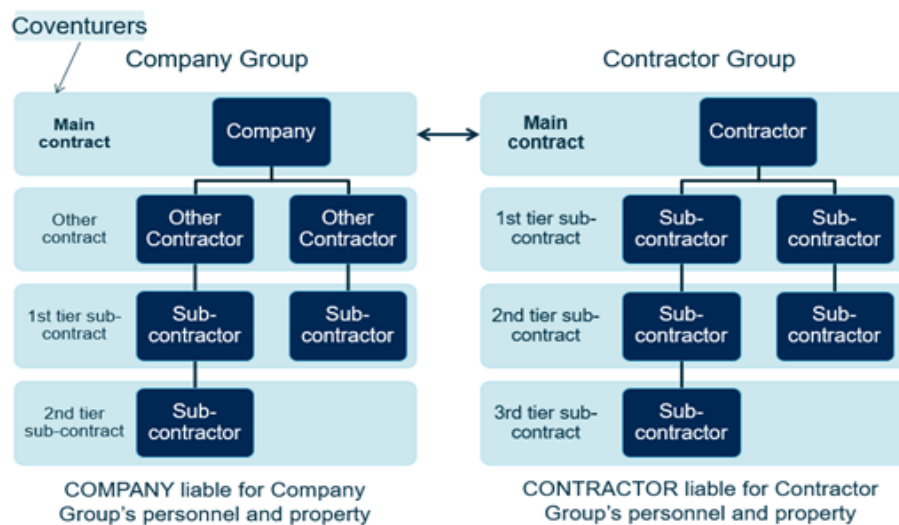 Coventurers
Company Group
Contractor Group
Main
contract
Company
Main
contract
Contractor
Other
contract
Other
Contractor
Other
Contractor
1st tier sub-
contract
Sub-
contractor
Sub-
contractor
1st tier sub-
contract
Sub-
contractor
Sub-
contractor
2nd tier sub-
contract
Sub-
contractor
Sub-
contractor
2nd tier
sub-contract
Sub-
contractor
3rd tier sub-
contract
Sub-
contractor
COMPANY liable for Company
Group's personnel and property
CONTRACTOR liable for Contractor
Group's personnel and property